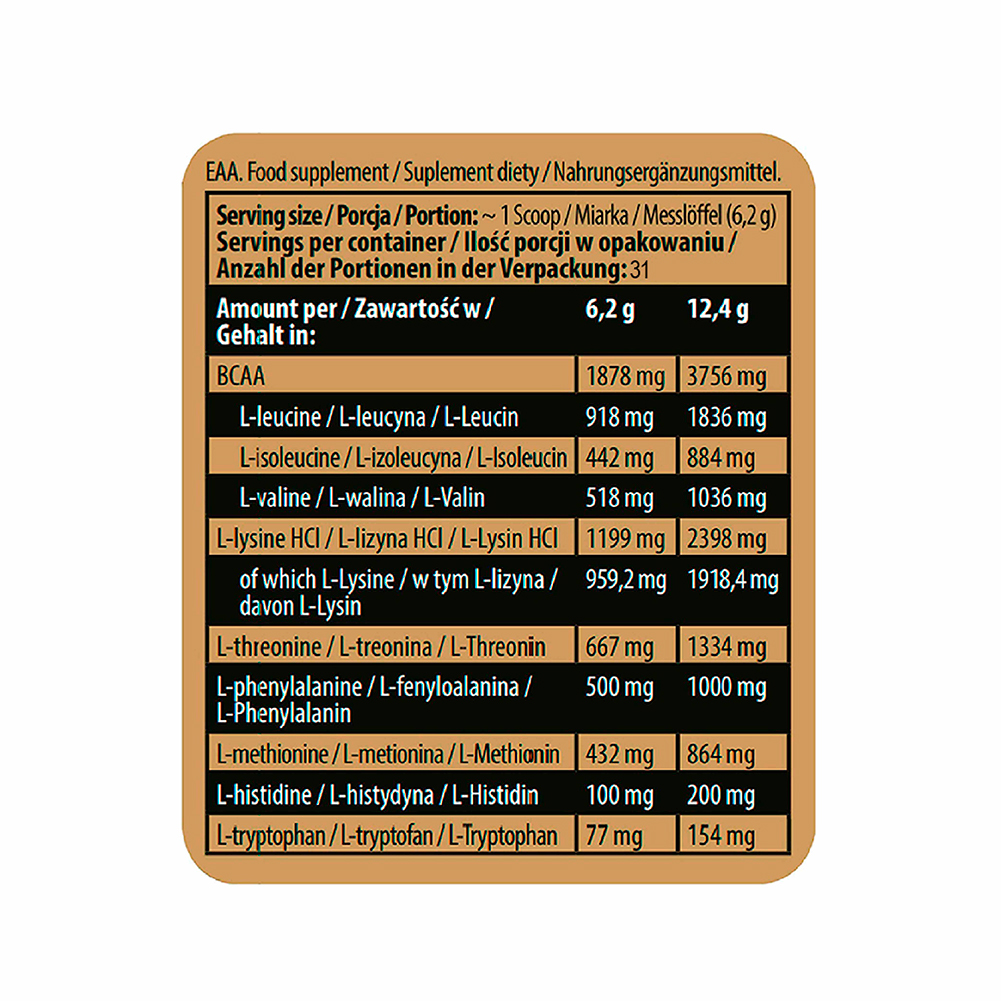 EAA. Food supplement / Suplement diety / Nahrungsergänzungsmittel.
Serving size / Porcja / Portion: ~ 1 Scoop / Miarka / Messlöffel (6,2 g)
Servings per container / Ilość porcji w opakowaniu /
Anzahl der Portionen in der Verpackung: 31
Amount per / Zawartość w / 6,2 g 12,4 g
Gehalt in:
BCAA 1878 mg 3756 mg
L-leucine / L-leucyna / L-Leucin 918 mg 1836 mg
L-isoleucine / L-izoleucyna / L-Isoleucin 442 mg 884 mg
L-valine / L-walina / L-Valin 518 mg 1036 mg
L-lysine HCl / L-lizyna HCl / L-Lysin HCl 1199 mg 2398 mg
of which L-Lysine / w tym L-lizyna / 959,2 mg 1918,4 mg
davon L-Lysin
L-threonine / L-treonina / L-Threonin 667 mg 1334 mg
L-phenylalanine / L-fenyloalanina / 500 mg 1000 mg
L-Phenylalanin
L-methionine / L-metionina / L-Methionin 432 mg 864 mg
L-histidine / L-histydyna / L-Histidin 100 mg 200 mg
L-tryptophan / L-tryptofan / L-Tryptophan 77 mg 154 mg